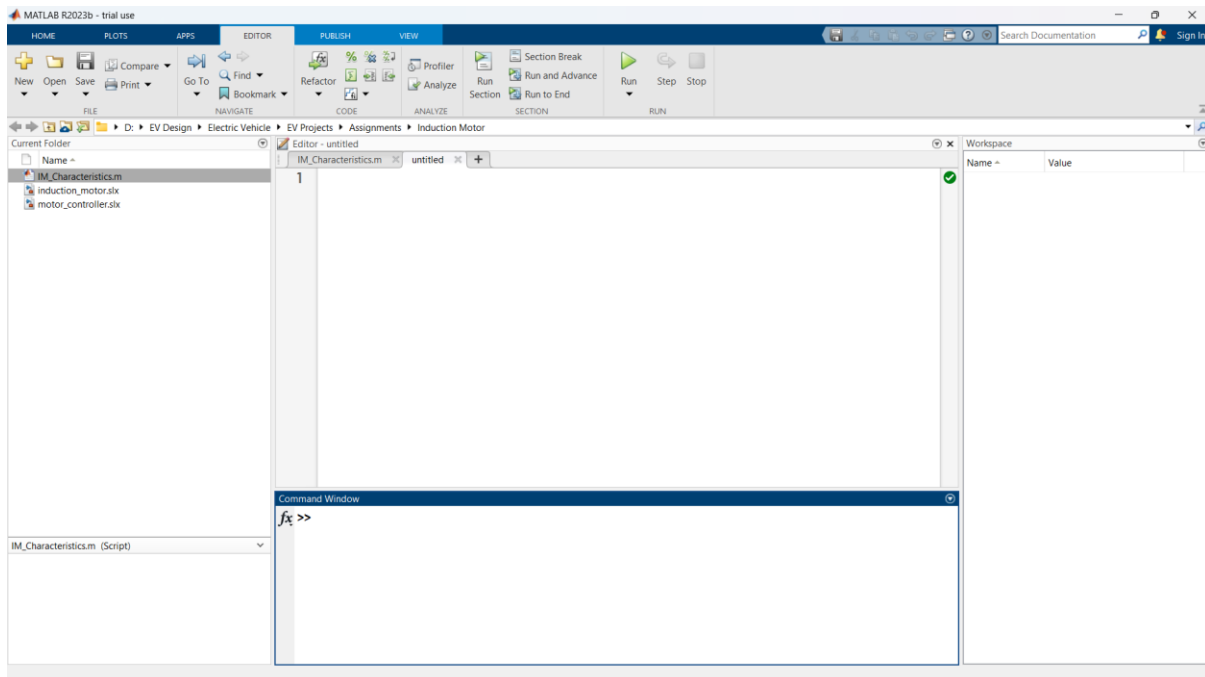 MATLAB R2023b - trial use
HOME PLOTS APPS EDITOR PUBLISH VIEW Search Documentation Sign In
New Open Save Compare Print
FILE
Go To Find Bookmark
NAVIGATE
Refactor
CODE
Profiler Analyze
ANALYZE
Run Section Section Break Run and Advance Run to End
SECTION
Run Step Stop
RUN
D: EV Design Electric Vehicle EV Projects Assignments Induction Motor
Current Folder
Name
IM_Characteristics.m
induction_motor.slx
motor_controller.slx
IM_Characteristics.m (Script)
Editor - untitled
IM_Characteristics.m untitled +
1
Command Window
fx >>
Workspace
Name Value